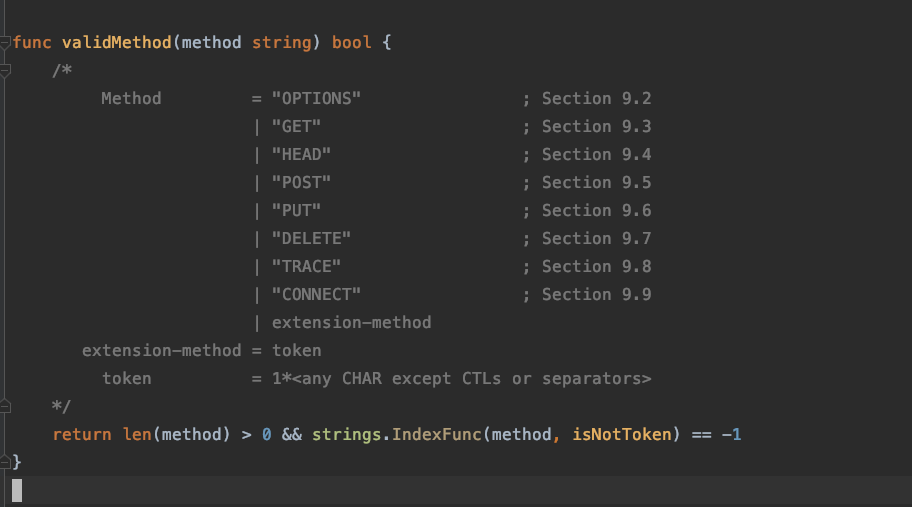 func validMethod(method string) bool {
/*
Method = "OPTIONS" ; Section 9.2
| "GET" ; Section 9.3
| "HEAD" ; Section 9.4
| "POST" ; Section 9.5
| "PUT" ; Section 9.6
| "DELETE" ; Section 9.7
| "TRACE" ; Section 9.8
| "CONNECT" ; Section 9.9
| extension-method
extension-method = token
token = 1*<any CHAR except CTLs or separators>
*/
return len(method) > 0 && strings.IndexFunc(method, isNotToken) == -1
}